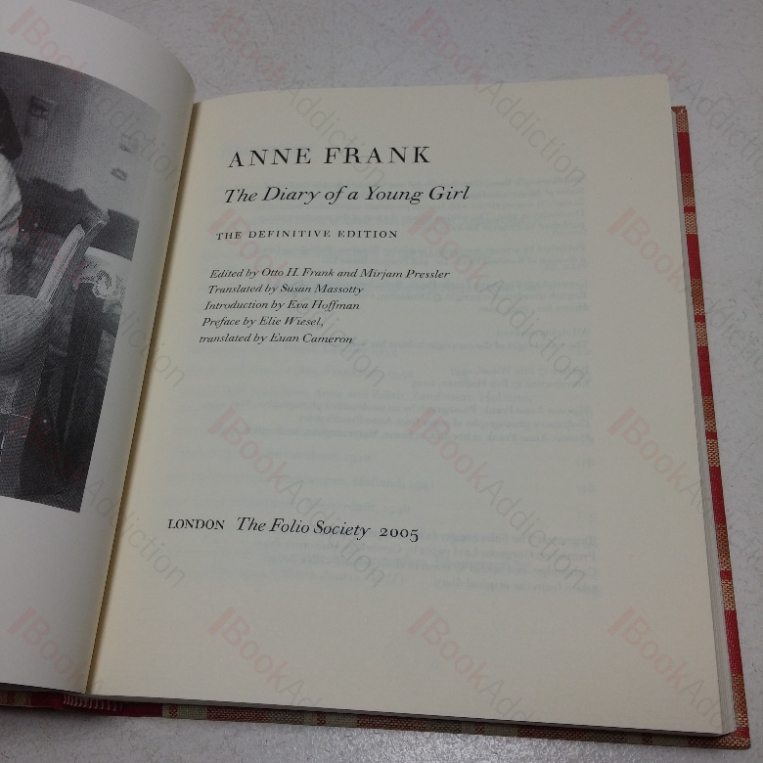 ANNE FRANK
The Diary of a Young Girl
THE DEFINITIVE EDITION
Edited by Otto H. Frank and Mirjam Pressler
Translated by Susan Massotty
Introduction by Eva Hoffman
Preface by Elie Wiesel,
translated by Euan Cameron
LONDON The Folio Society 2005
BookAddiction